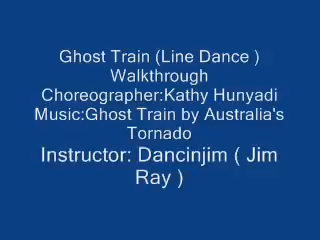 Ghost Train (Line Dance )
Walkthrough
Choreographer:Kathy Hunyadi
Music:Ghost Train by Australia's
Tornado
Instructor: Dancinjim ( Jim
Ray )